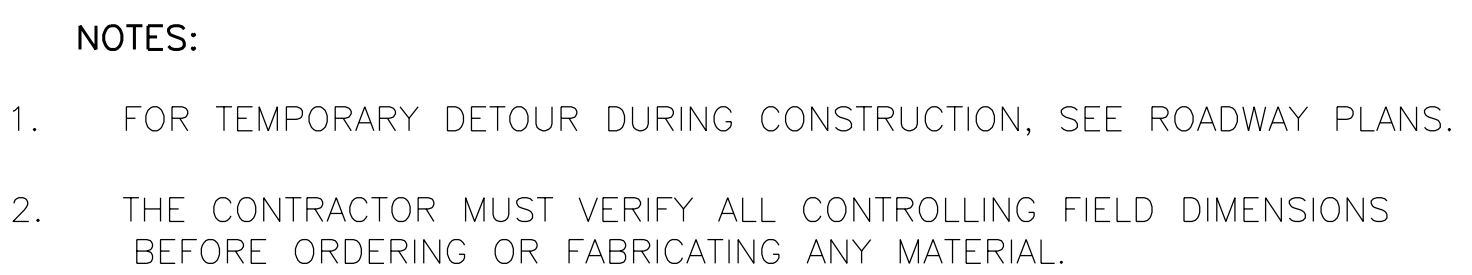 NOTES:
1. FOR TEMPORARY DETOUR DURING CONSTRUCTION, SEE ROADWAY PLANS.
2. THE CONTRACTOR MUST VERIFY ALL CONTROLLING FIELD DIMENSIONS
BEFORE ORDERING OR FABRICATING ANY MATERIAL.